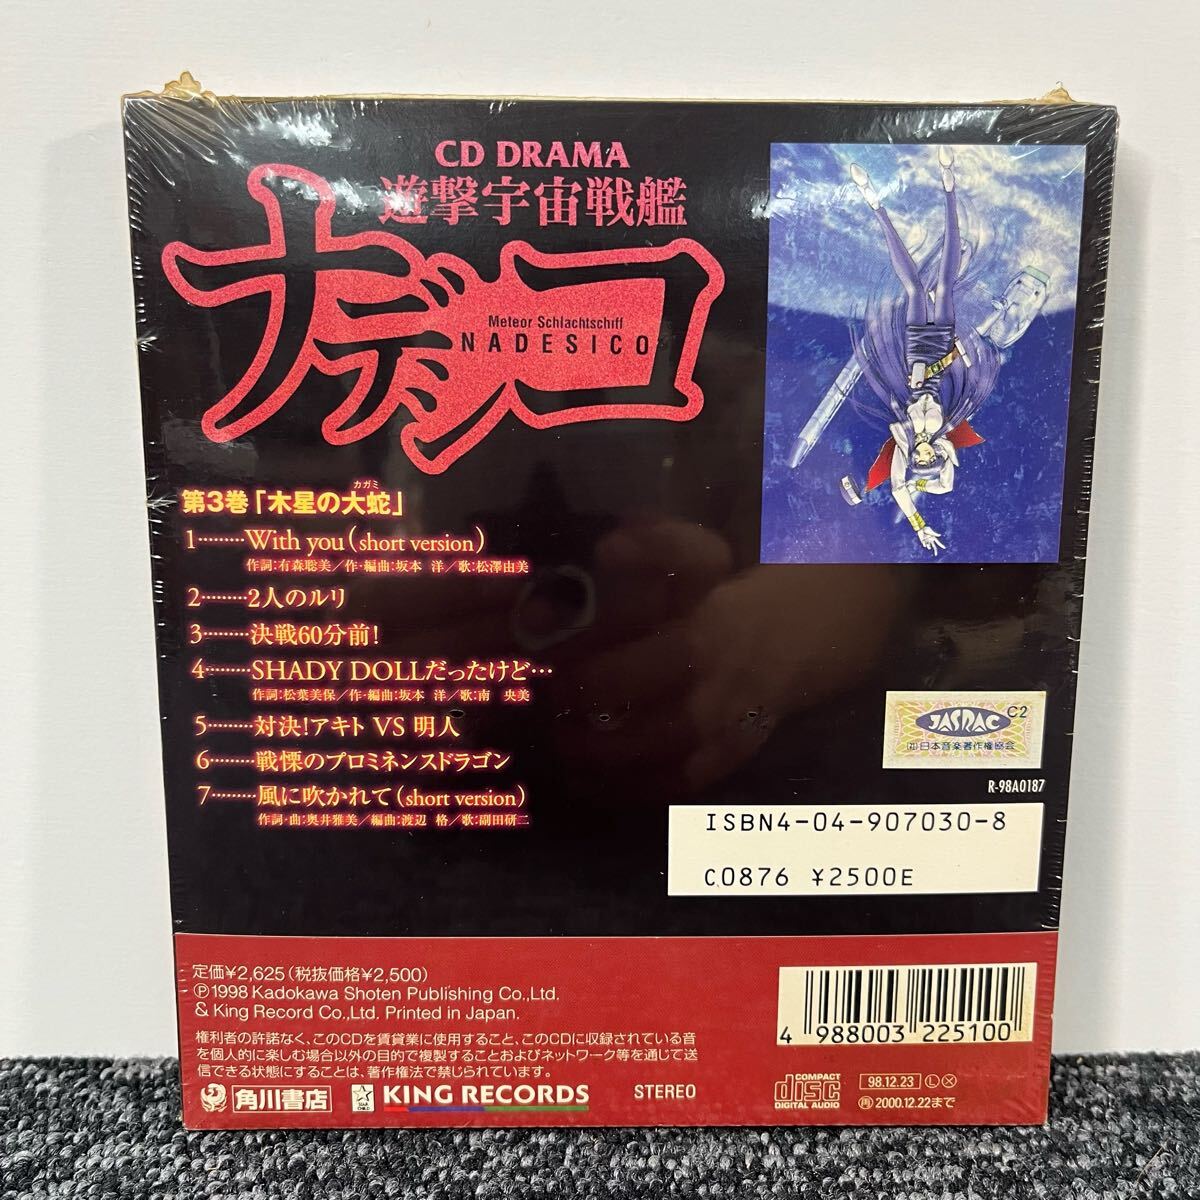 CD DRAMA
遊撃宇宙戦艦
ナデシコ
Meteor Schlachtschiff
NADESICO
カガミ
第3巻「木星の大蛇」
1………With you(short version)
作詞:有森聡美/作・編曲:坂本 洋/歌:松澤由美
2………2人のルリ
3………決戦60分前!
4………SHADY DOLLだったけど…
作詞:松葉美保/作・編曲:坂本 洋/歌:南 央美
5………対決!アキト VS 明人
6………戦慄のプロミネンスドラゴン
7………風に吹かれて(short version)
作詞・曲:奥井雅美/編曲:渡辺 格/歌:副田研二
JASRAC
C2
(社)日本音楽著作権協会
R-98A0187
ISBN4-04-907030-8
C0876 ¥2500E
定価¥2,625(税抜価格¥2,500)
Ⓟ1998 Kadokawa Shoten Publishing Co.,Ltd.
& King Record Co.,Ltd. Printed in Japan.
権利者の許諾なく、このCDを賃貸業に使用すること、このCDに収録されている音
を個人的に楽しむ場合以外の目的で複製することおよびネットワーク等を通じて送
信できる状態にすることは、著作権法で禁じられています。
4 988003 225100
角川書店
STAR CHILD
KING RECORDS
STEREO
COMPACT
disc
DIGITAL AUDIO
98.12.23 Ⓛ Ⓧ
再 2000.12.22まで